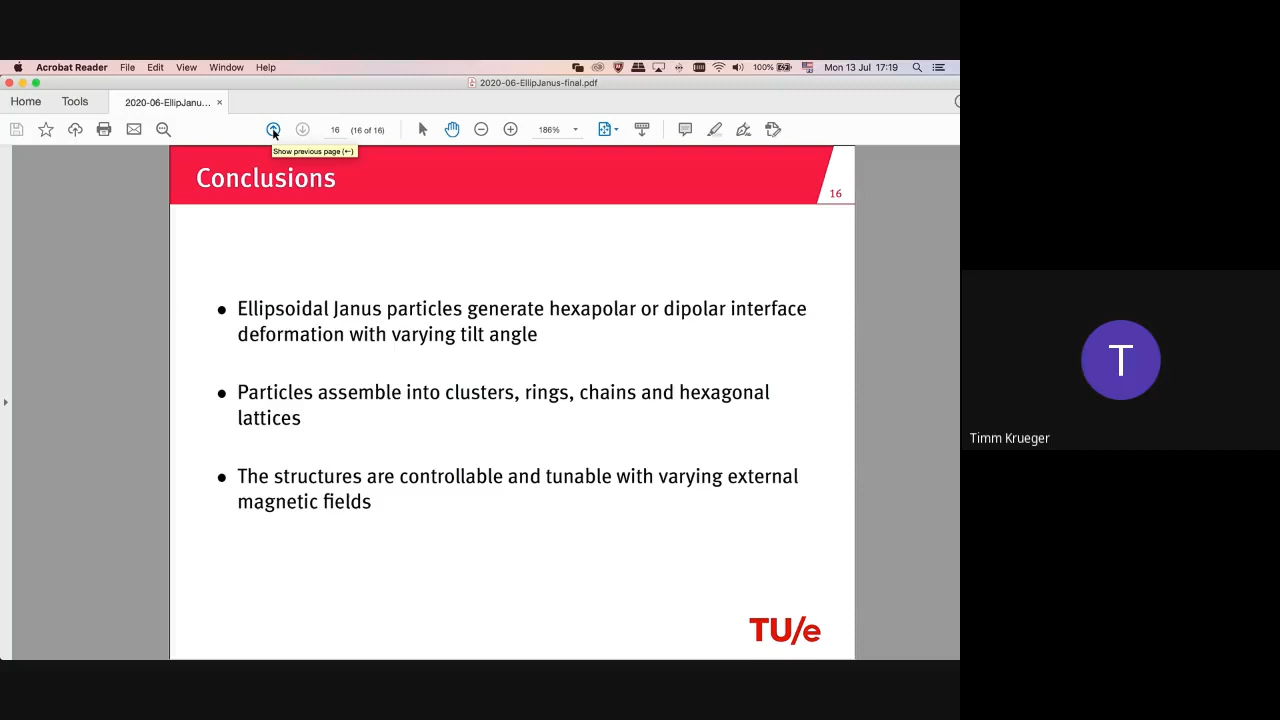 Acrobat Reader File Edit View Window Help 100% Mon 13 Jul 17:19
2020-06-EllipJanus-final.pdf
Home Tools 2020-06-EllipJanu... ×
16 (16 of 16) 186%
Show previous page (←)
Conclusions
16
● Ellipsoidal Janus particles generate hexapolar or dipolar interface
deformation with varying tilt angle
● Particles assemble into clusters, rings, chains and hexagonal
lattices
● The structures are controllable and tunable with varying external
magnetic fields
TU/e
T
Timm Krueger